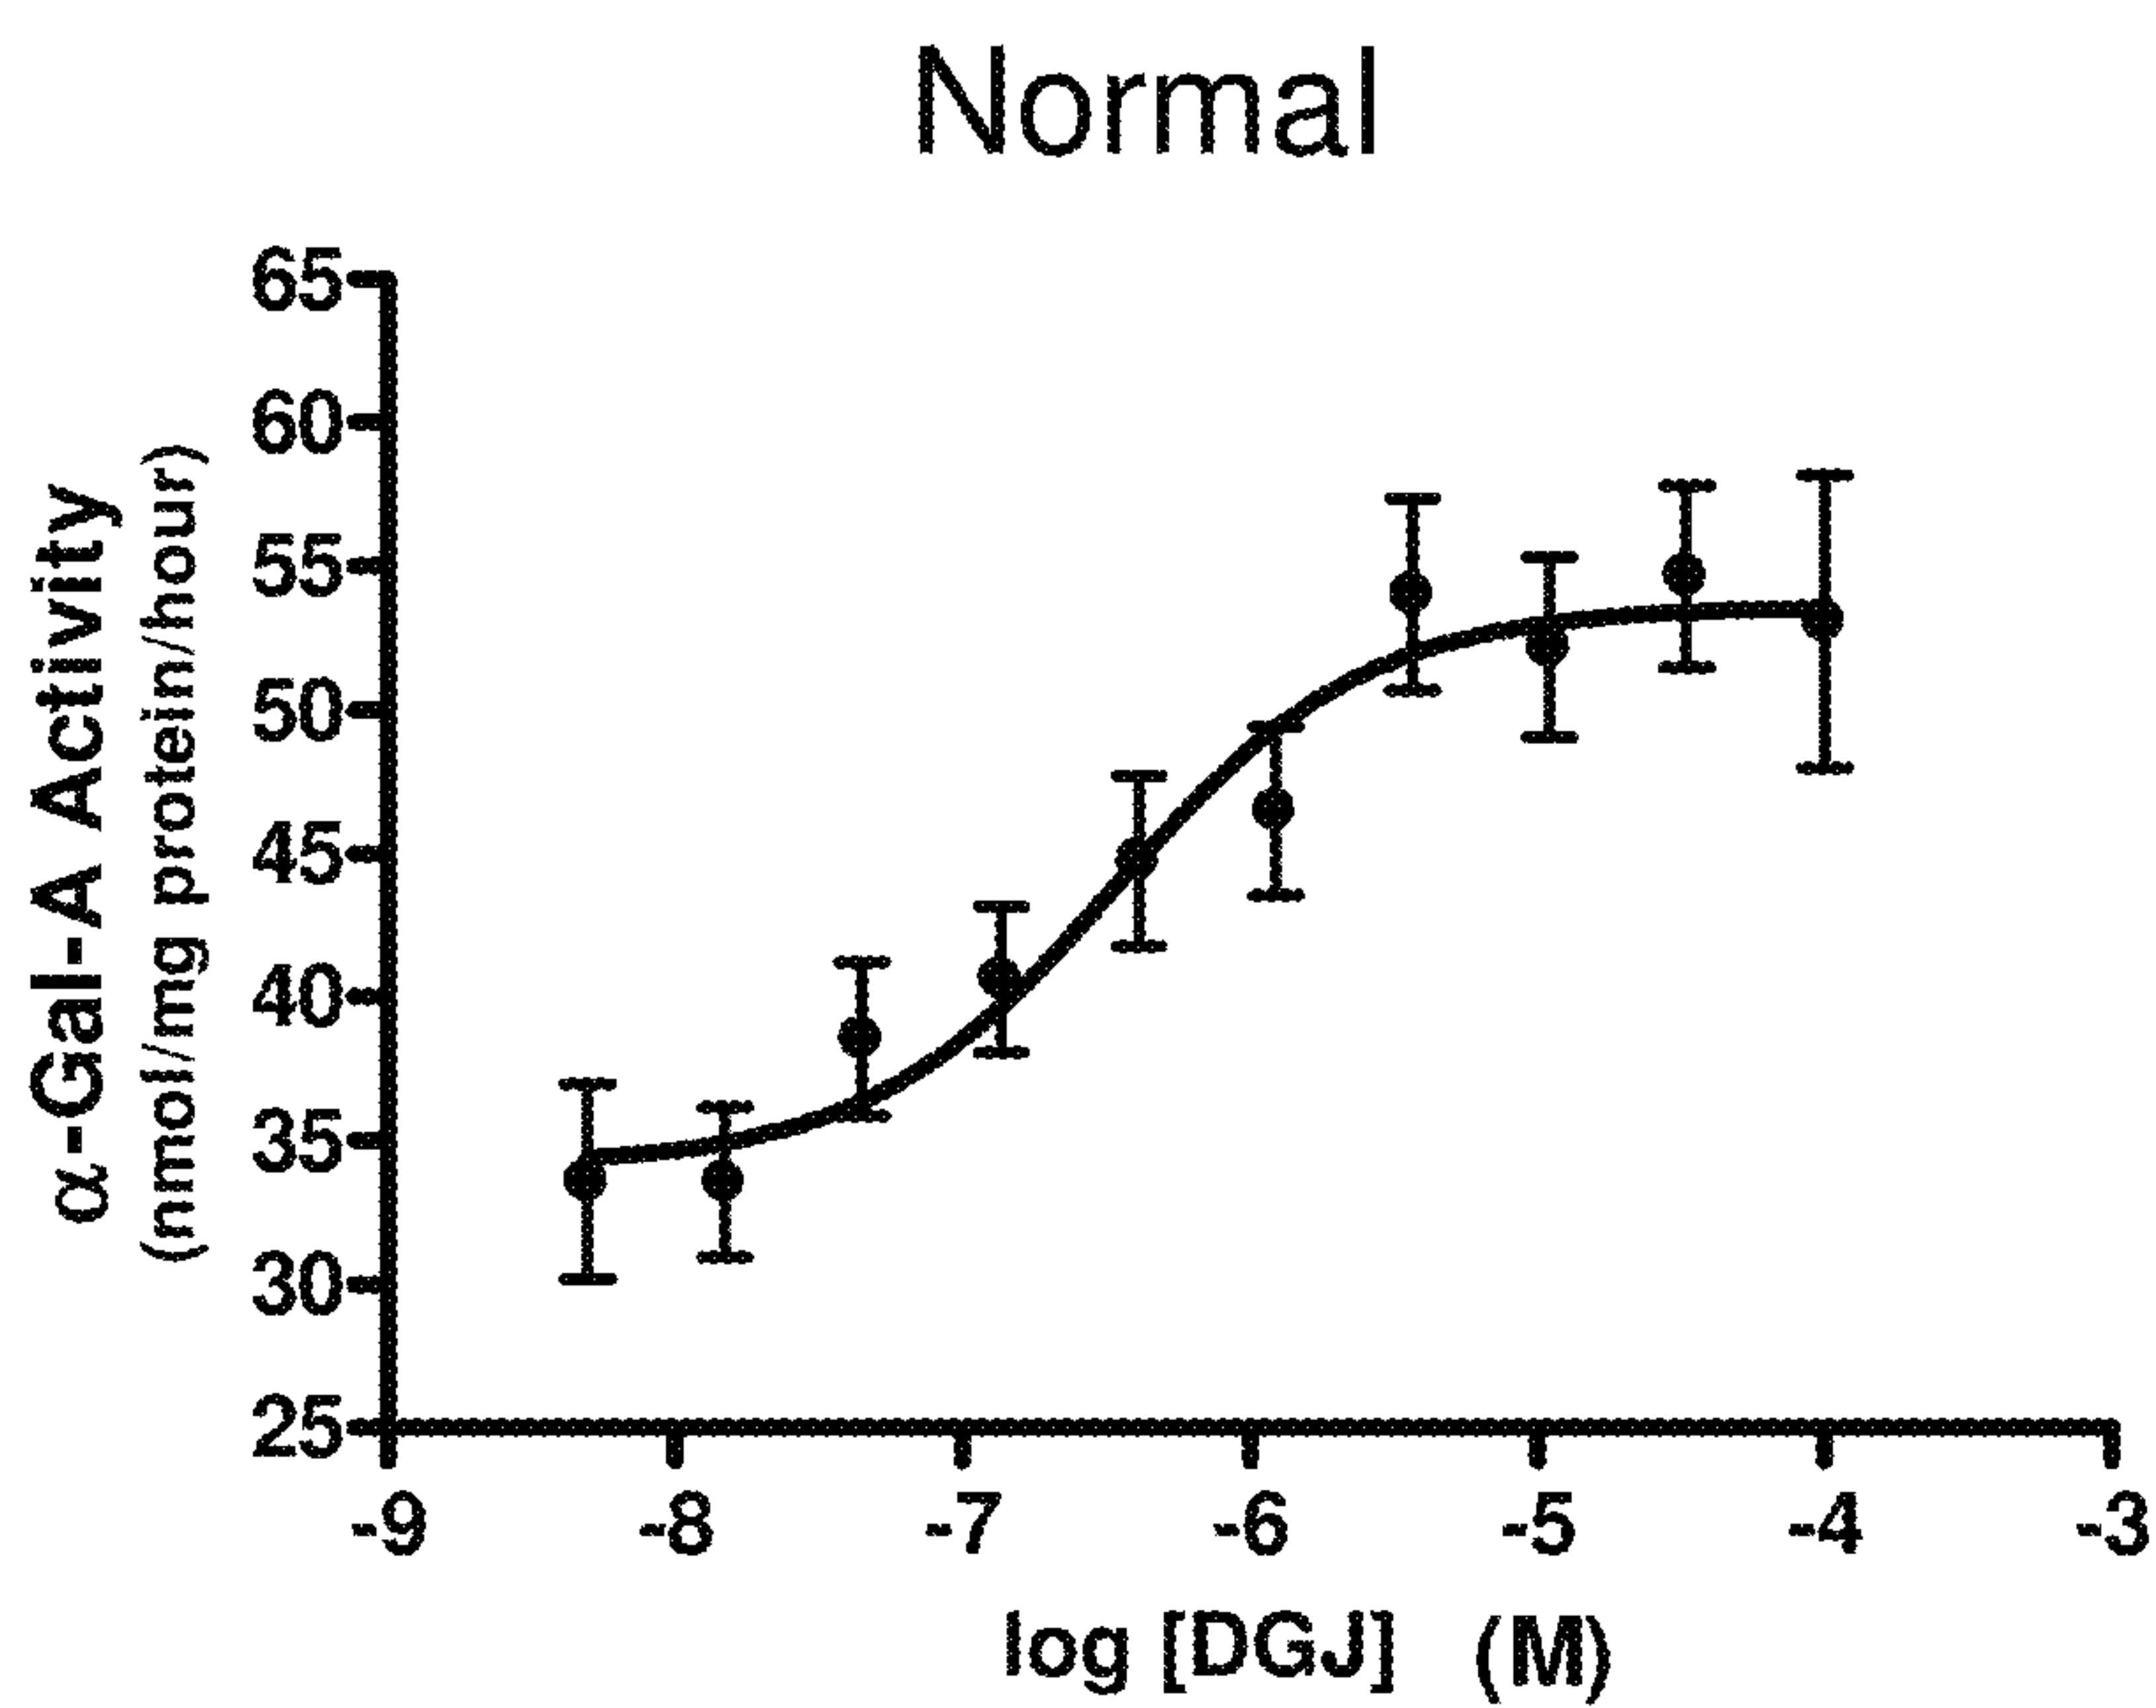 Normal
α-Gal-A Activity
(nmol/mg protein/hour)
65
60
55
50
45
40
35
30
25
-9 -8 -7 -6 -5 -4 -3
log [DGJ] (M)